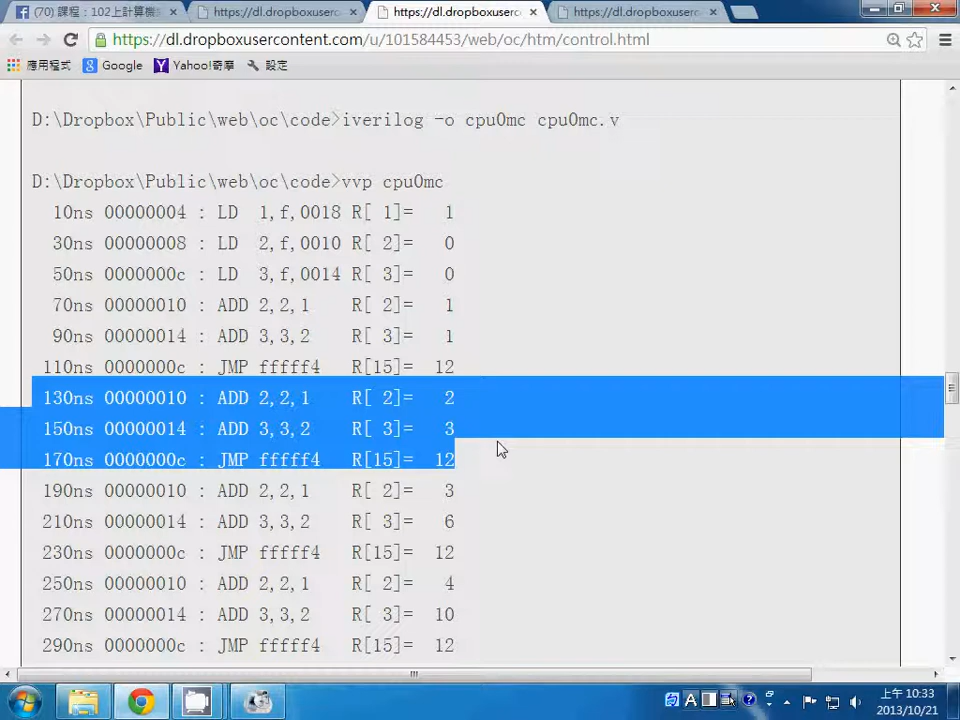 (70) 課程：102上計算機
https://dl.dropboxuserc
https://dl.dropboxuserc
https://dl.dropboxuserc
https://dl.dropboxusercontent.com/u/101584453/web/oc/htm/control.html
應用程式 Google Yahoo!奇摩 設定
D:\Dropbox\Public\web\oc\code>iverilog -o cpu0mc cpu0mc.v
D:\Dropbox\Public\web\oc\code>vvp cpu0mc
10ns 00000004 : LD 1,f,0018 R[ 1]= 1
30ns 00000008 : LD 2,f,0010 R[ 2]= 0
50ns 0000000c : LD 3,f,0014 R[ 3]= 0
70ns 00000010 : ADD 2,2,1 R[ 2]= 1
90ns 00000014 : ADD 3,3,2 R[ 3]= 1
110ns 0000000c : JMP fffff4 R[15]= 12
130ns 00000010 : ADD 2,2,1 R[ 2]= 2
150ns 00000014 : ADD 3,3,2 R[ 3]= 3
170ns 0000000c : JMP fffff4 R[15]= 12
190ns 00000010 : ADD 2,2,1 R[ 2]= 3
210ns 00000014 : ADD 3,3,2 R[ 3]= 6
230ns 0000000c : JMP fffff4 R[15]= 12
250ns 00000010 : ADD 2,2,1 R[ 2]= 4
270ns 00000014 : ADD 3,3,2 R[ 3]= 10
290ns 0000000c : JMP fffff4 R[15]= 12
上午 10:33
2013/10/21